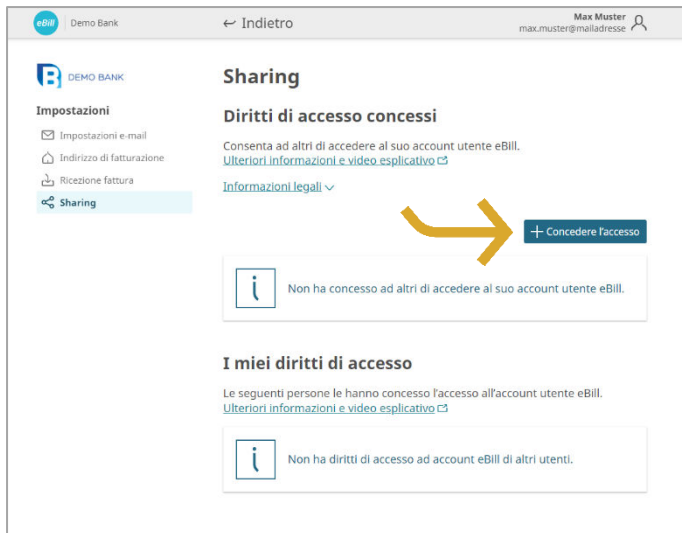 eBill Demo Bank
Indietro
Max Muster
max.muster@mailadresse
DEMO BANK
Impostazioni
Impostazioni e-mail
Indirizzo di fatturazione
Ricezione fattura
Sharing
Sharing
Diritti di accesso concessi
Consenta ad altri di accedere al suo account utente eBill.
Ulteriori informazioni e video esplicativo
Informazioni legali
+ Concedere l'accesso
Non ha concesso ad altri di accedere al suo account utente eBill.
I miei diritti di accesso
Le seguenti persone le hanno concesso l'accesso all'account utente eBill.
Ulteriori informazioni e video esplicativo
Non ha diritti di accesso ad account eBill di altri utenti.